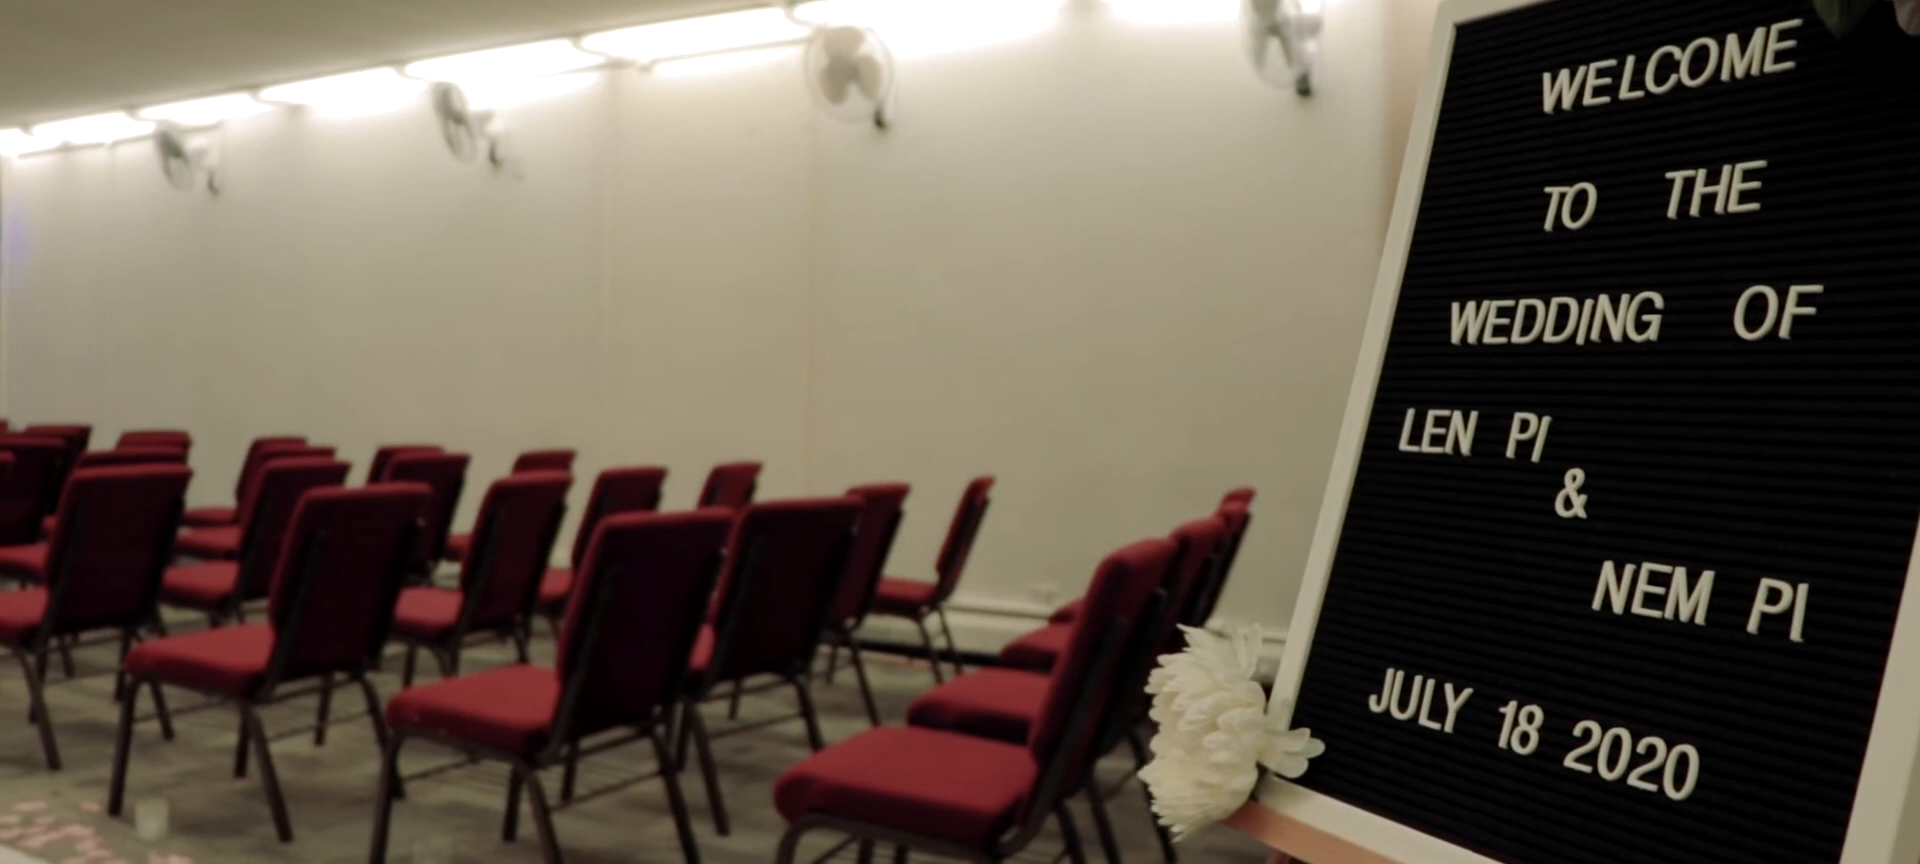 WELCOME
TO THE
WEDDING OF
LEN PI
&
NEM PI
JULY 18 2020